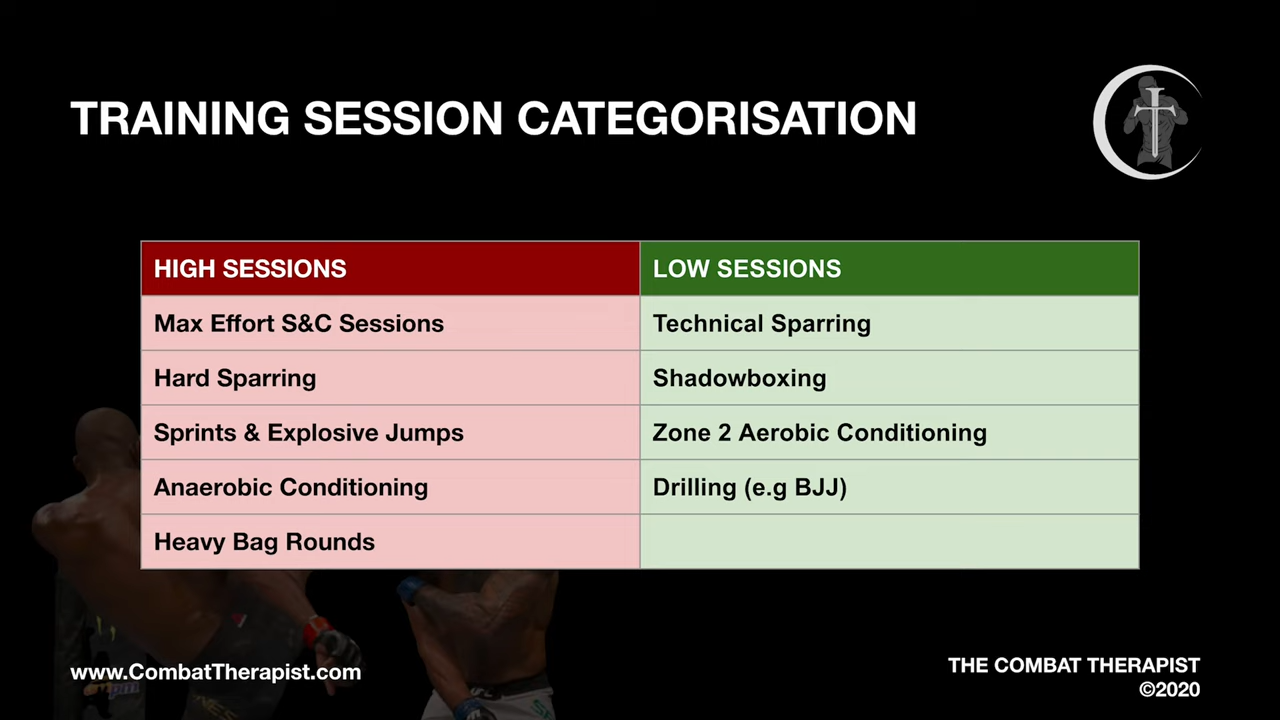 TRAINING SESSION CATEGORISATION
HIGH SESSIONS
LOW SESSIONS
Max Effort S&C Sessions
Technical Sparring
Hard Sparring
Shadowboxing
Sprints & Explosive Jumps
Zone 2 Aerobic Conditioning
Anaerobic Conditioning
Drilling (e.g BJJ)
Heavy Bag Rounds
www.CombatTherapist.com
THE COMBAT THERAPIST
©2020